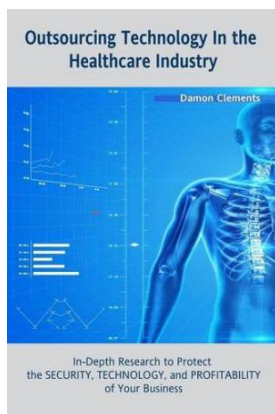 Outsourcing Technology In the
Healthcare Industry
Damon Clements
In-Depth Research to Protect
the SECURITY, TECHNOLOGY, and PROFITABILITY
of Your Business